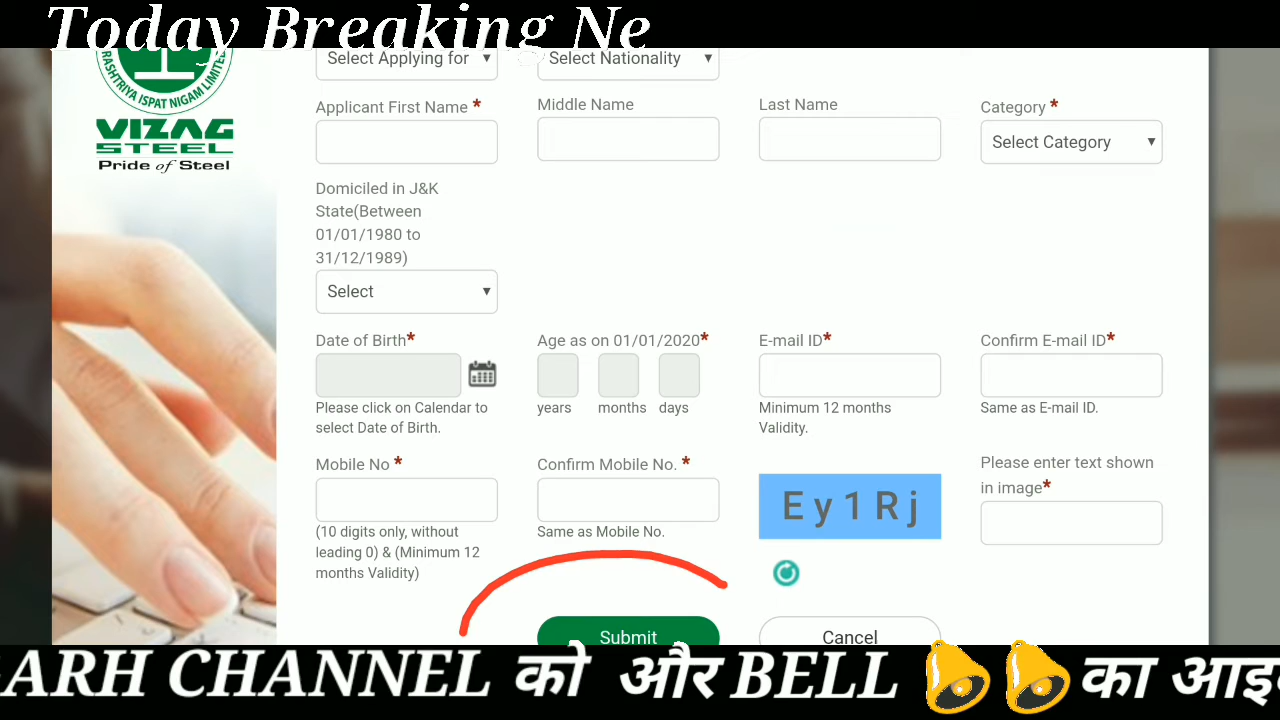 Today Breaking Ne
RASHTRIYA ISPAT NIGAM LIMITED
VIZAG
STEEL
Pride of Steel
Select Applying for
Select Nationality
Applicant First Name *
Middle Name
Last Name
Category *
Select Category
Domiciled in J&K
State(Between
01/01/1980 to
31/12/1989)
Select
Date of Birth*
Please click on Calendar to
select Date of Birth.
Age as on 01/01/2020*
years months days
E-mail ID*
Minimum 12 months
Validity.
Confirm E-mail ID*
Same as E-mail ID.
Mobile No *
(10 digits only, without
leading 0) & (Minimum 12
months Validity)
Confirm Mobile No. *
Same as Mobile No.
E y 1 R j
Please enter text shown
in image*
Submit
Cancel
ARH CHANNEL को और BELL 🔔🔔 का